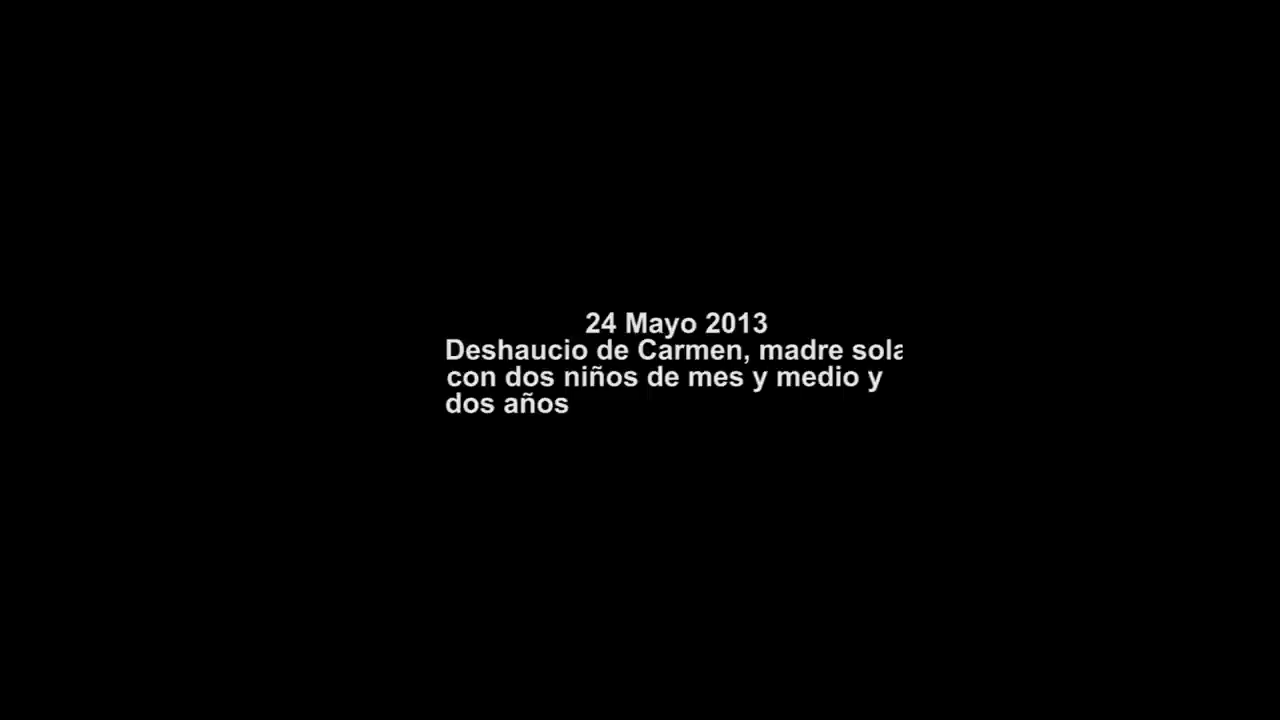 24 Mayo 2013
Deshaucio de Carmen, madre sola
con dos niños de mes y medio y
dos años